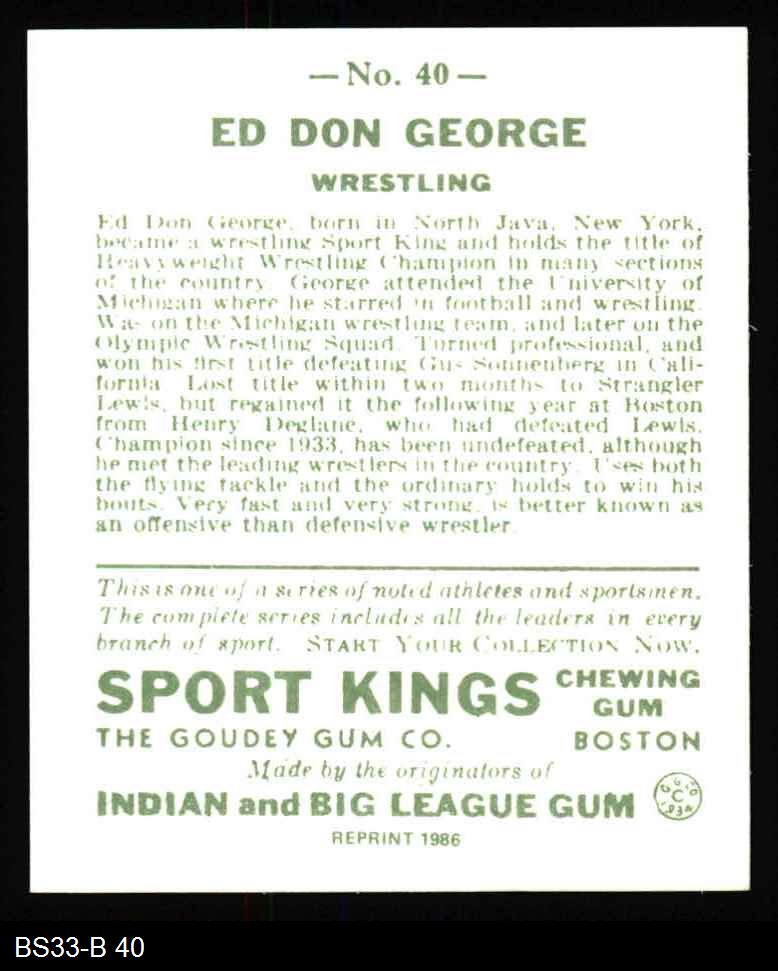 — No. 40 —
ED DON GEORGE
WRESTLING
Ed Don George, born in North Java, New York,
became a wrestling Sport King and holds the title of
Heavyweight Wrestling Champion in many sections
of the country. George attended the University of
Michigan where he starred in football and wrestling.
Was on the Michigan wrestling team, and later on the
Olympic Wrestling Squad. Turned professional, and
won his first title defeating Gus Sonnenberg in Cali-
fornia. Lost title within two months to Strangler
Lewis, but regained it the following year at Boston
from Henry Deglane, who had defeated Lewis.
Champion since 1933, has been undefeated, although
he met the leading wrestlers in the country. Uses both
the flying tackle and the ordinary holds to win his
bouts. Very fast and very strong, is better known as
an offensive than defensive wrestler.
This is one of a series of noted athletes and sportsmen.
The complete series includes all the leaders in every
branch of sport. START YOUR COLLECTION NOW.
SPORT KINGS CHEWING GUM
THE GOUDEY GUM CO. BOSTON
Made by the originators of
INDIAN and BIG LEAGUE GUM
G.G.CO
C
1934
REPRINT 1986
BS33-B 40